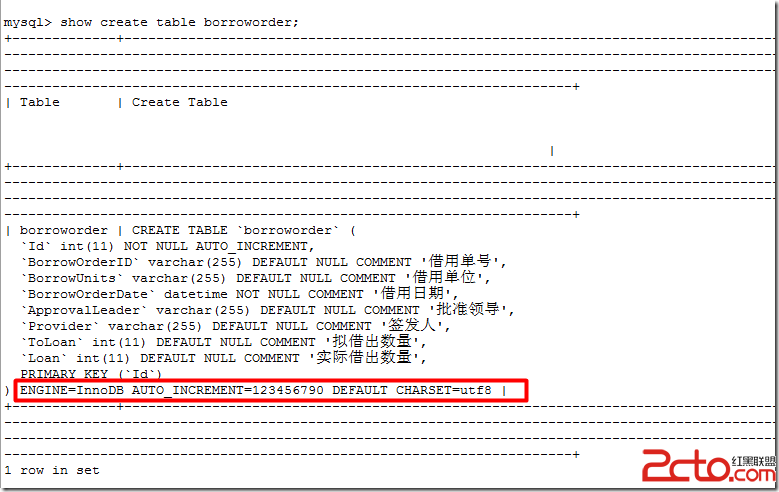 mysql> show create table borroworder;
| Table | Create Table
|
| borroworder | CREATE TABLE `borroworder` (
`Id` int(11) NOT NULL AUTO_INCREMENT,
`BorrowOrderID` varchar(255) DEFAULT NULL COMMENT '借用单号',
`BorrowUnits` varchar(255) DEFAULT NULL COMMENT '借用单位',
`BorrowOrderDate` datetime NOT NULL COMMENT '借用日期',
`ApprovalLeader` varchar(255) DEFAULT NULL COMMENT '批准领导',
`Provider` varchar(255) DEFAULT NULL COMMENT '签发人',
`ToLoan` int(11) DEFAULT NULL COMMENT '拟借出数量',
`Loan` int(11) DEFAULT NULL COMMENT '实际借出数量',
PRIMARY KEY (`Id`)
) ENGINE=InnoDB AUTO_INCREMENT=123456790 DEFAULT CHARSET=utf8 |
1 row in set
2cto.com 红黑联盟